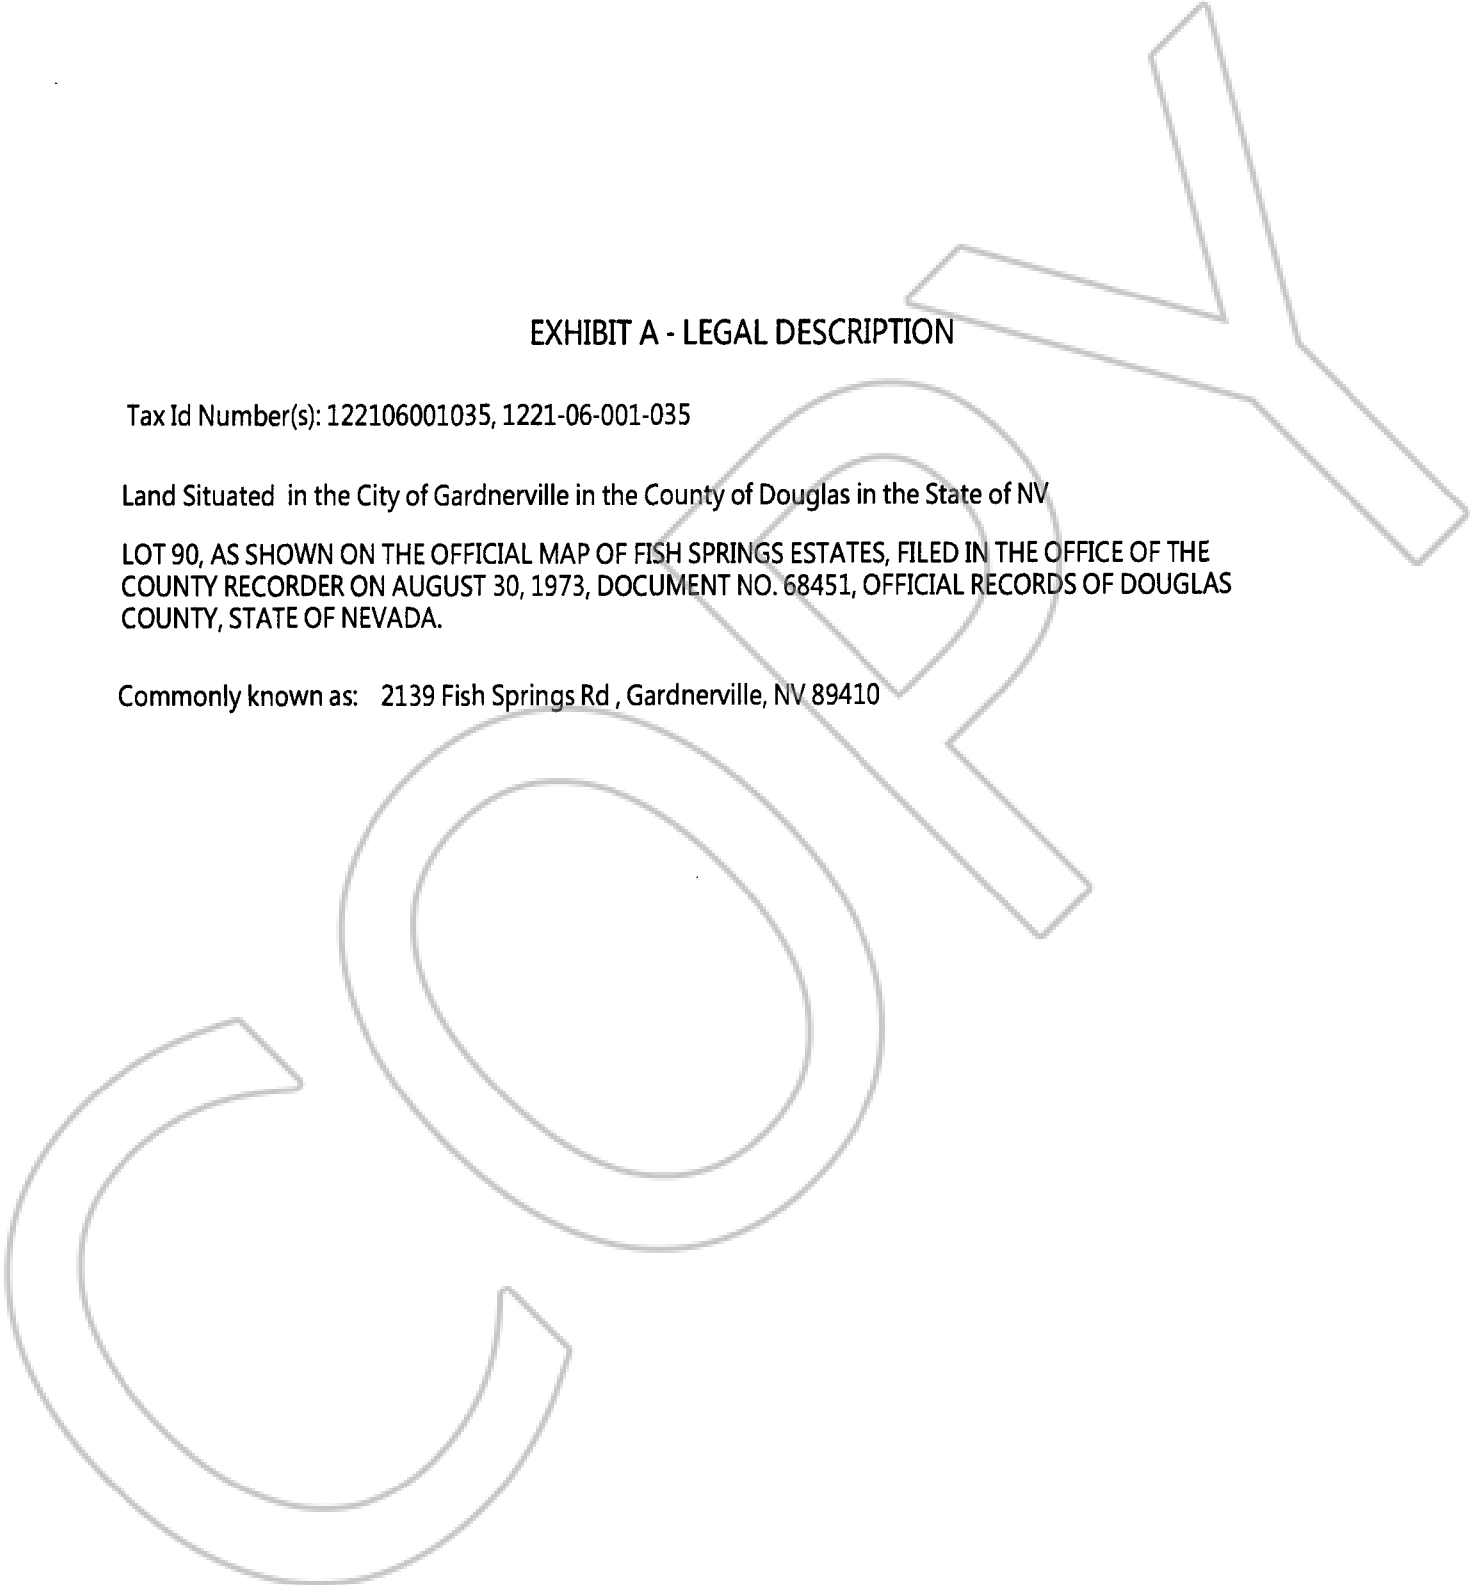 EXHIBIT A - LEGAL DESCRIPTION
Tax Id Number(s): 122106001035, 1221-06-001-035
Land Situated in the City of Gardnerville in the County of Douglas in the State of NV
LOT 90, AS SHOWN ON THE OFFICIAL MAP OF FISH SPRINGS ESTATES, FILED IN THE OFFICE OF THE
COUNTY RECORDER ON AUGUST 30, 1973, DOCUMENT NO. 68451, OFFICIAL RECORDS OF DOUGLAS
COUNTY, STATE OF NEVADA.
Commonly known as: 2139 Fish Springs Rd , Gardnerville, NV 89410
COPY